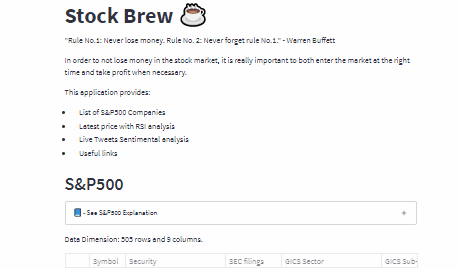 Stock Brew
"Rule No.1: Never lose money. Rule No. 2: Never forget rule No.1." - Warren Buffett
In order to not lose money in the stock market, it is really important to both enter the market at the right
time and take profit when necessary.
This application provides:
• List of S&P500 Companies
• Latest price with RSI analysis
• Live Tweets Sentimental analysis
• Useful links
S&P500
- See S&P500 Explanation +
Data Dimension: 505 rows and 9 columns.
Symbol Security SEC filings GICS Sector GICS Sub-